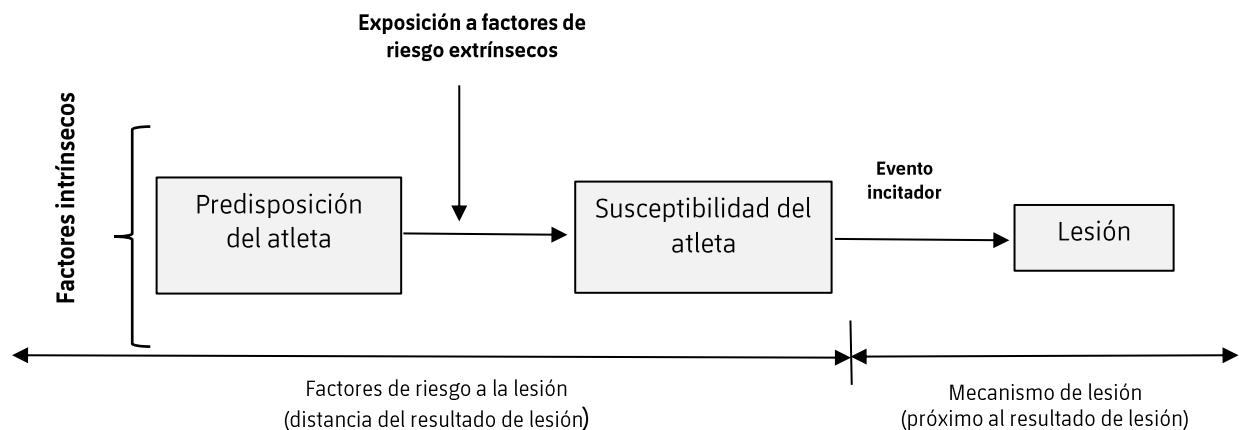 Exposición a factores de
riesgo extrínsecos
Factores intrínsecos
Predisposición
del atleta
Susceptibilidad del
atleta
Evento
incitador
Lesión
Factores de riesgo a la lesión
(distancia del resultado de lesión)
Mecanismo de lesión
(próximo al resultado de lesión)